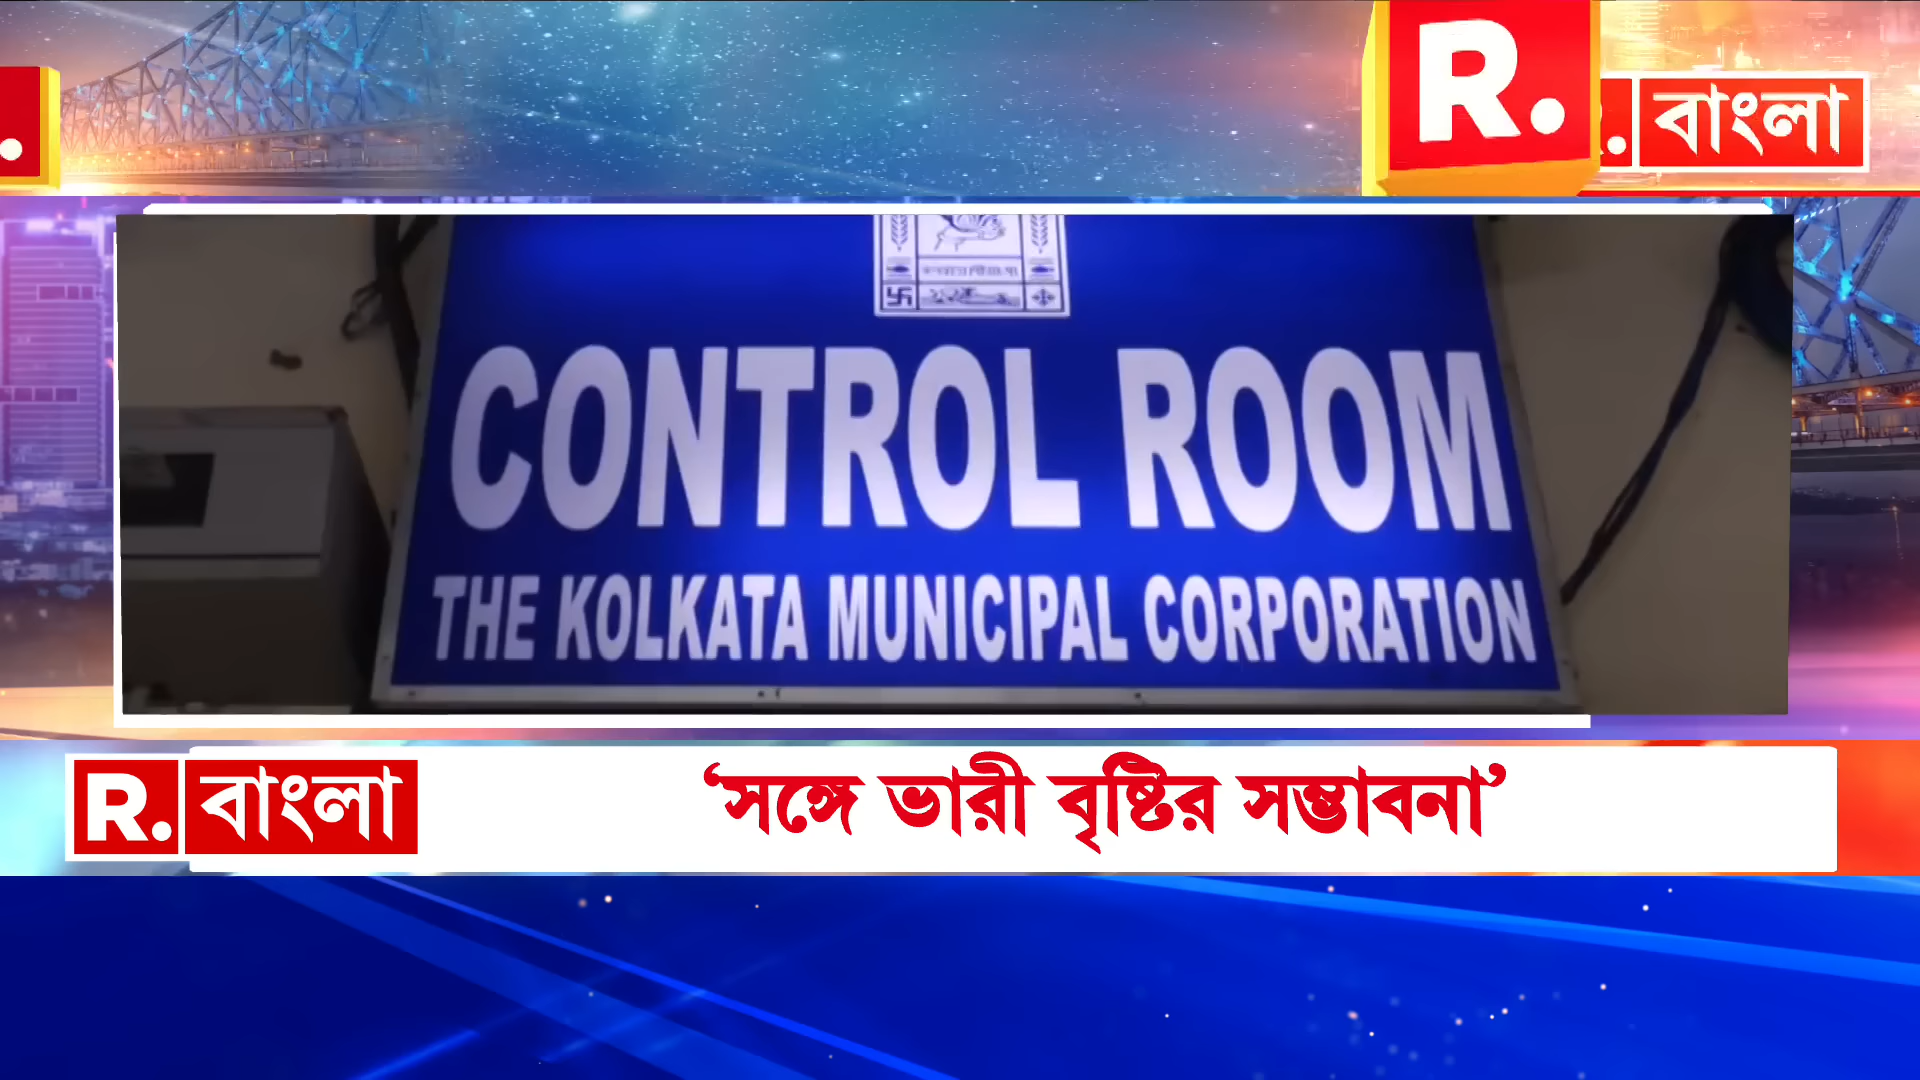 R.
বাংলা
CONTROL ROOM
THE KOLKATA MUNICIPAL CORPORATION
R. বাংলা
‘সঙ্গে ভারী বৃষ্টির সম্ভাবনা’